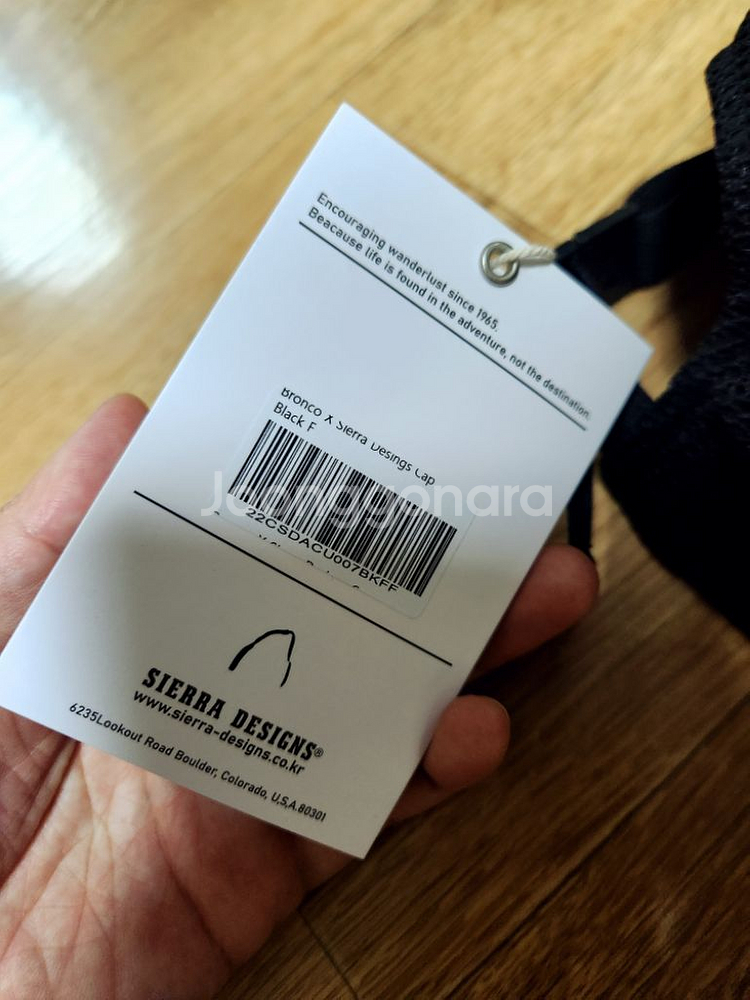 Encouraging wanderlust since 1965.
Beacause life is found in the adventure, not the destination.
Bronco X Sierra Desings Cap
Black F
Joonggonara
22CSDACU007BKFF
SIERRA DESIGNS®
www.sierra-designs.co.kr
6235Lookout Road Boulder, Colorado, U,S,A.80301